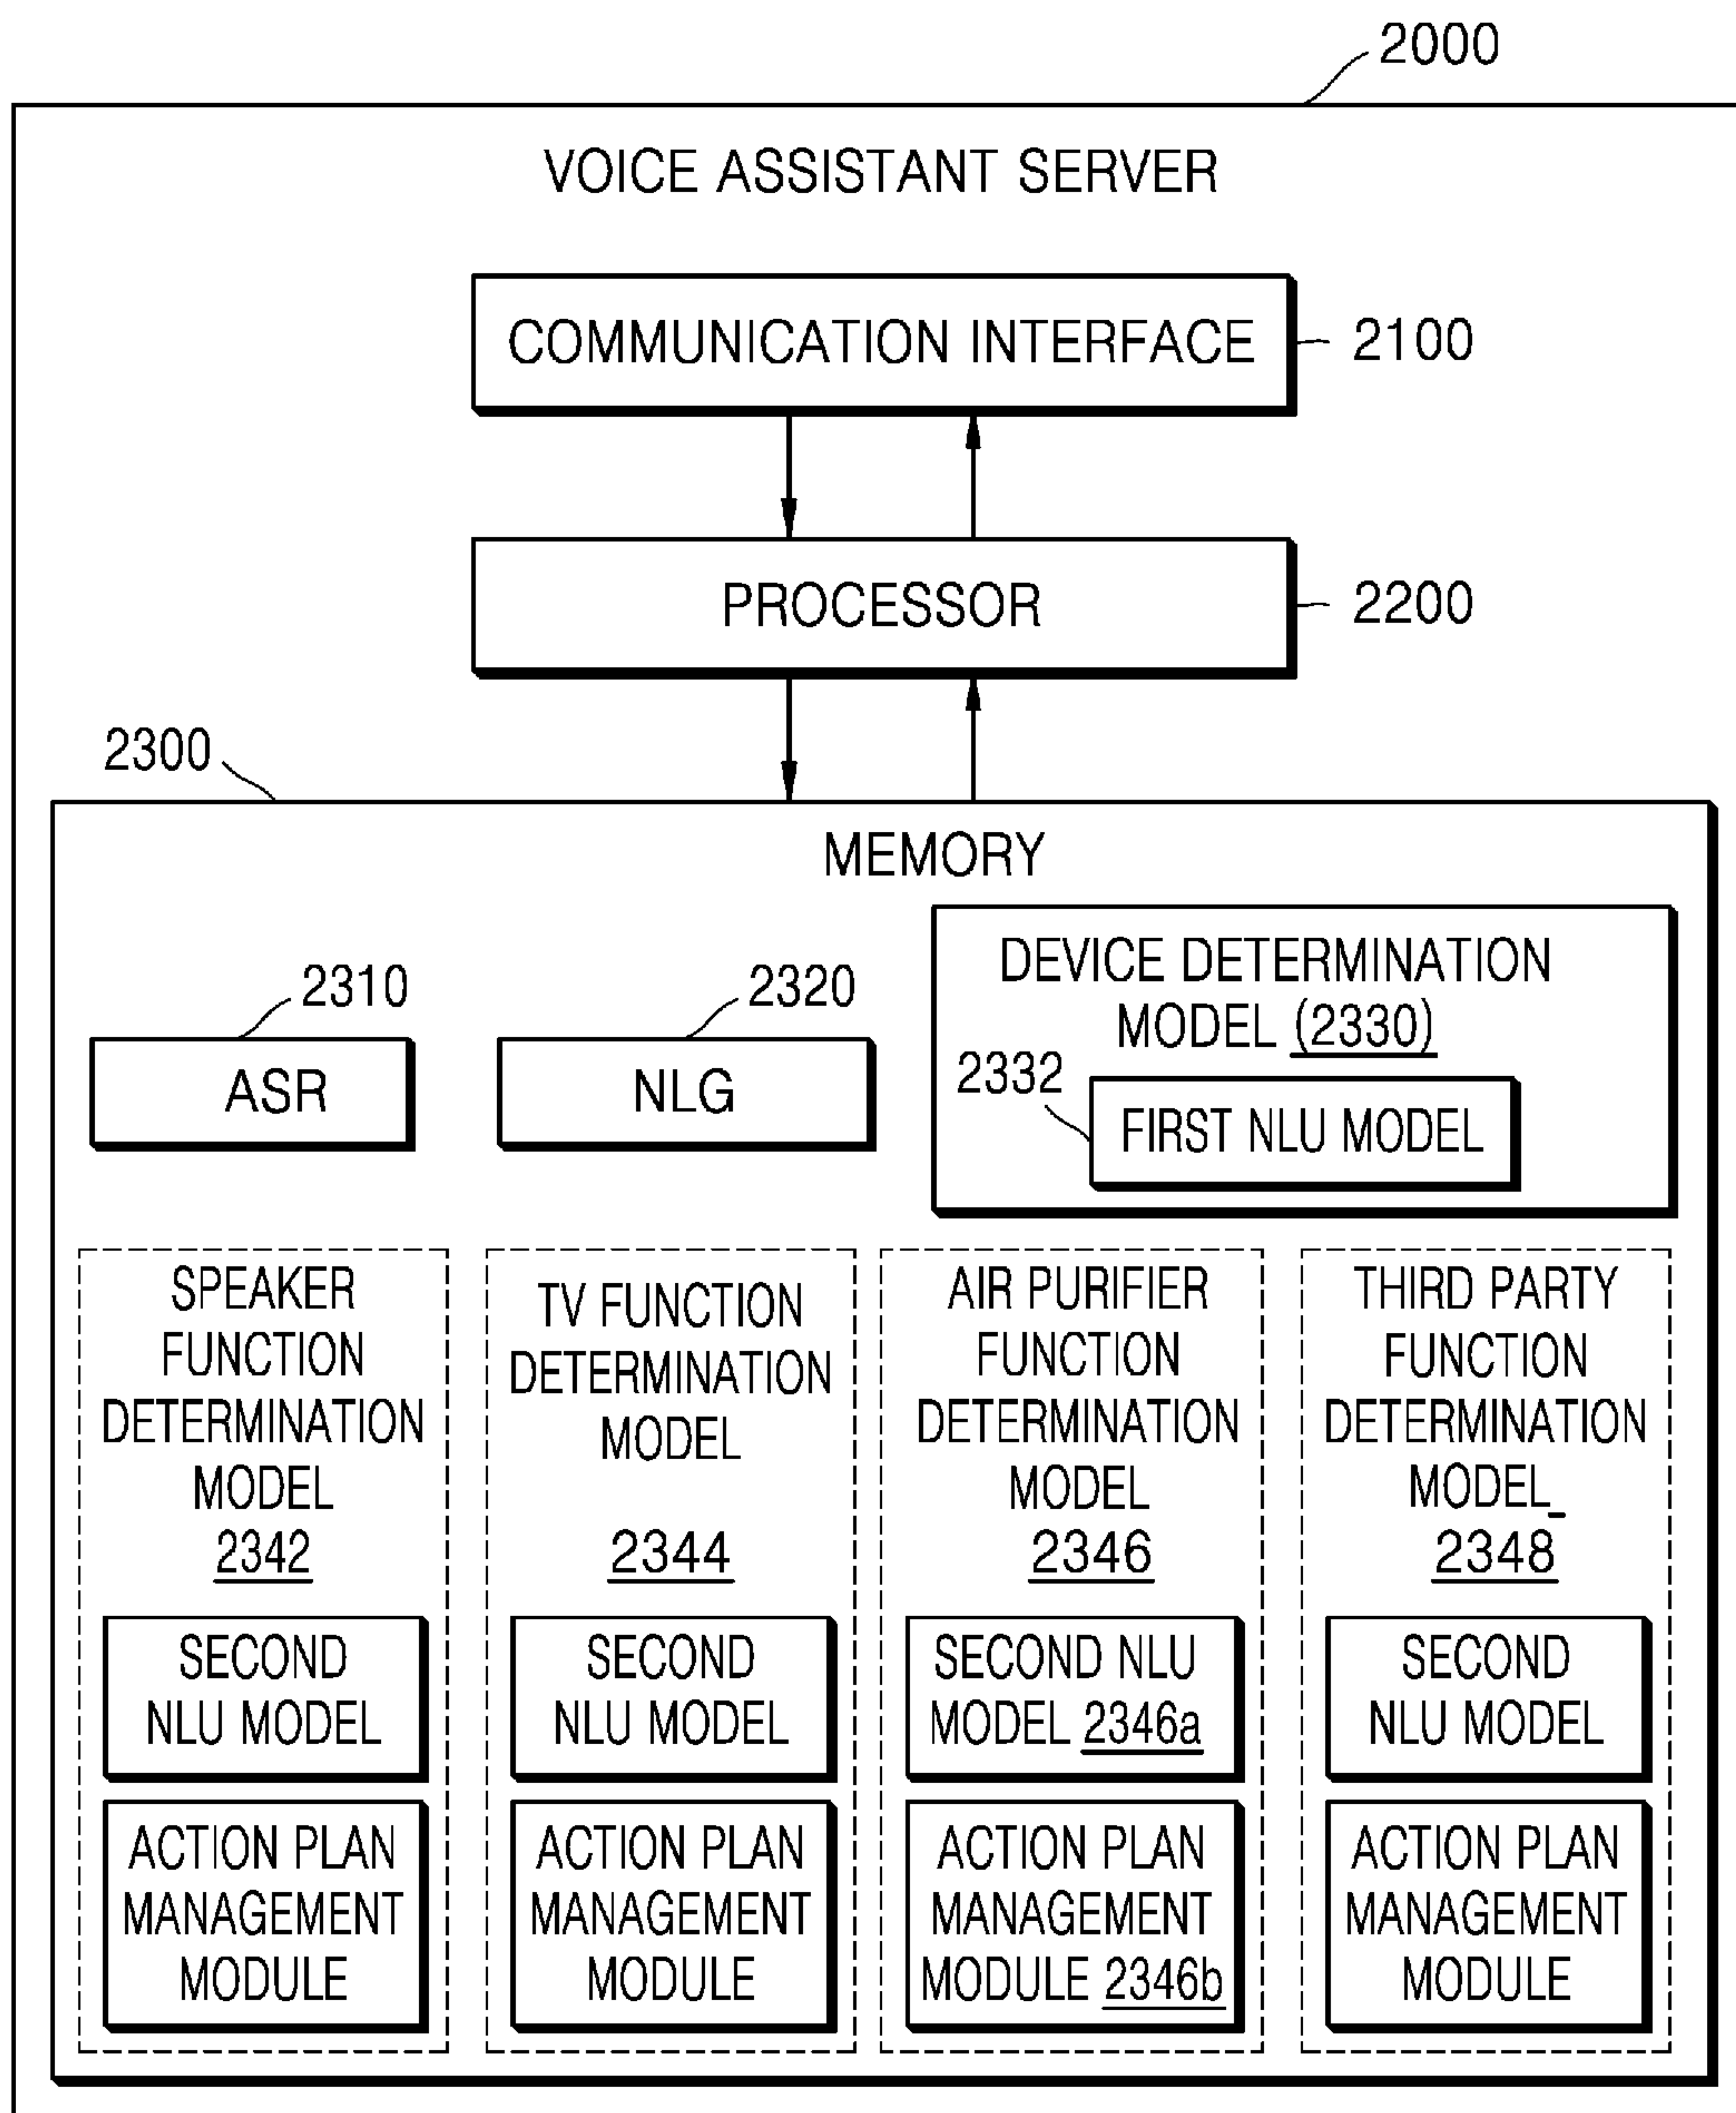 2000
VOICE ASSISTANT SERVER
COMMUNICATION INTERFACE
2100
PROCESSOR
2200
2300
MEMORY
2310
ASR
2320
NLG
DEVICE DETERMINATION
MODEL (2330)
2332
FIRST NLU MODEL
SPEAKER
FUNCTION
DETERMINATION
MODEL
2342
SECOND
NLU MODEL
ACTION PLAN
MANAGEMENT
MODULE
TV FUNCTION
DETERMINATION
MODEL
2344
SECOND
NLU MODEL
ACTION PLAN
MANAGEMENT
MODULE
AIR PURIFIER
FUNCTION
DETERMINATION
MODEL
2346
SECOND NLU
MODEL 2346a
ACTION PLAN
MANAGEMENT
MODULE 2346b
THIRD PARTY
FUNCTION
DETERMINATION
MODEL
2348
SECOND
NLU MODEL
ACTION PLAN
MANAGEMENT
MODULE